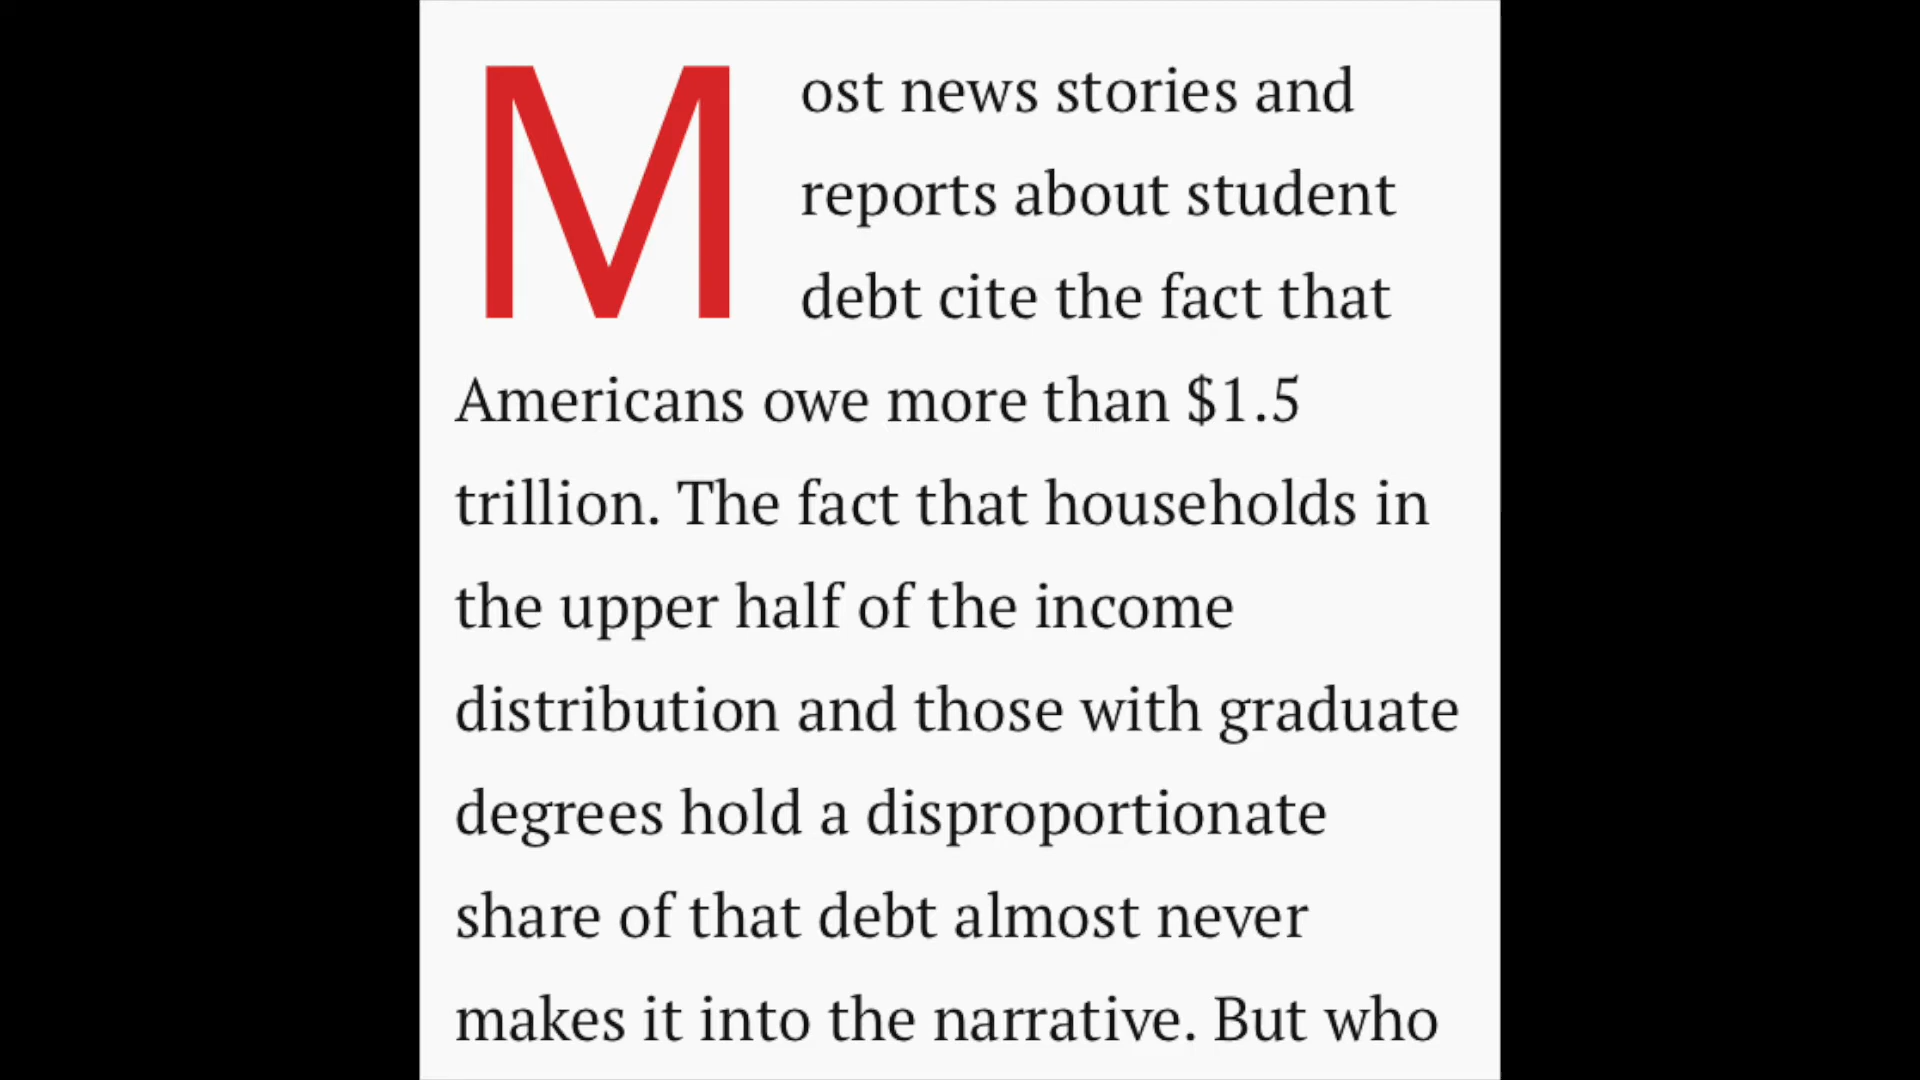 Most news stories and
reports about student
debt cite the fact that
Americans owe more than $1.5
trillion. The fact that households in
the upper half of the income
distribution and those with graduate
degrees hold a disproportionate
share of that debt almost never
makes it into the narrative. But who